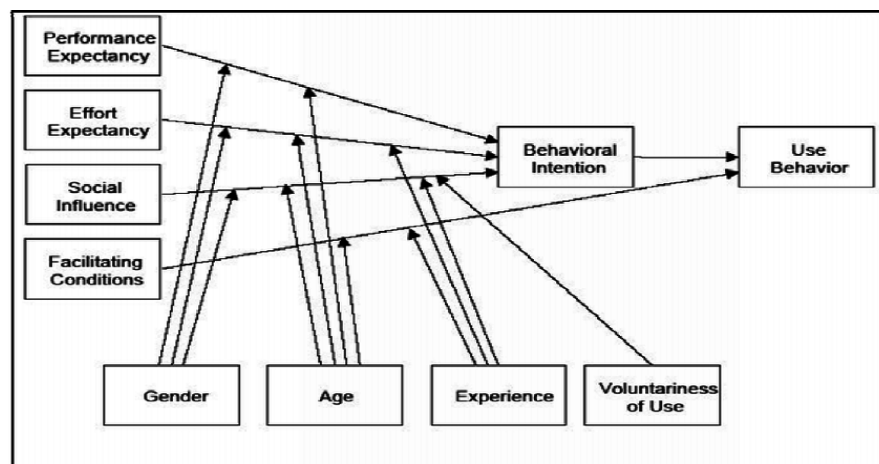 Performance
Expectancy
Effort
Expectancy
Social
Influence
Facilitating
Conditions
Behavioral
Intention
Use
Behavior
Gender
Age
Experience
Voluntariness
of Use